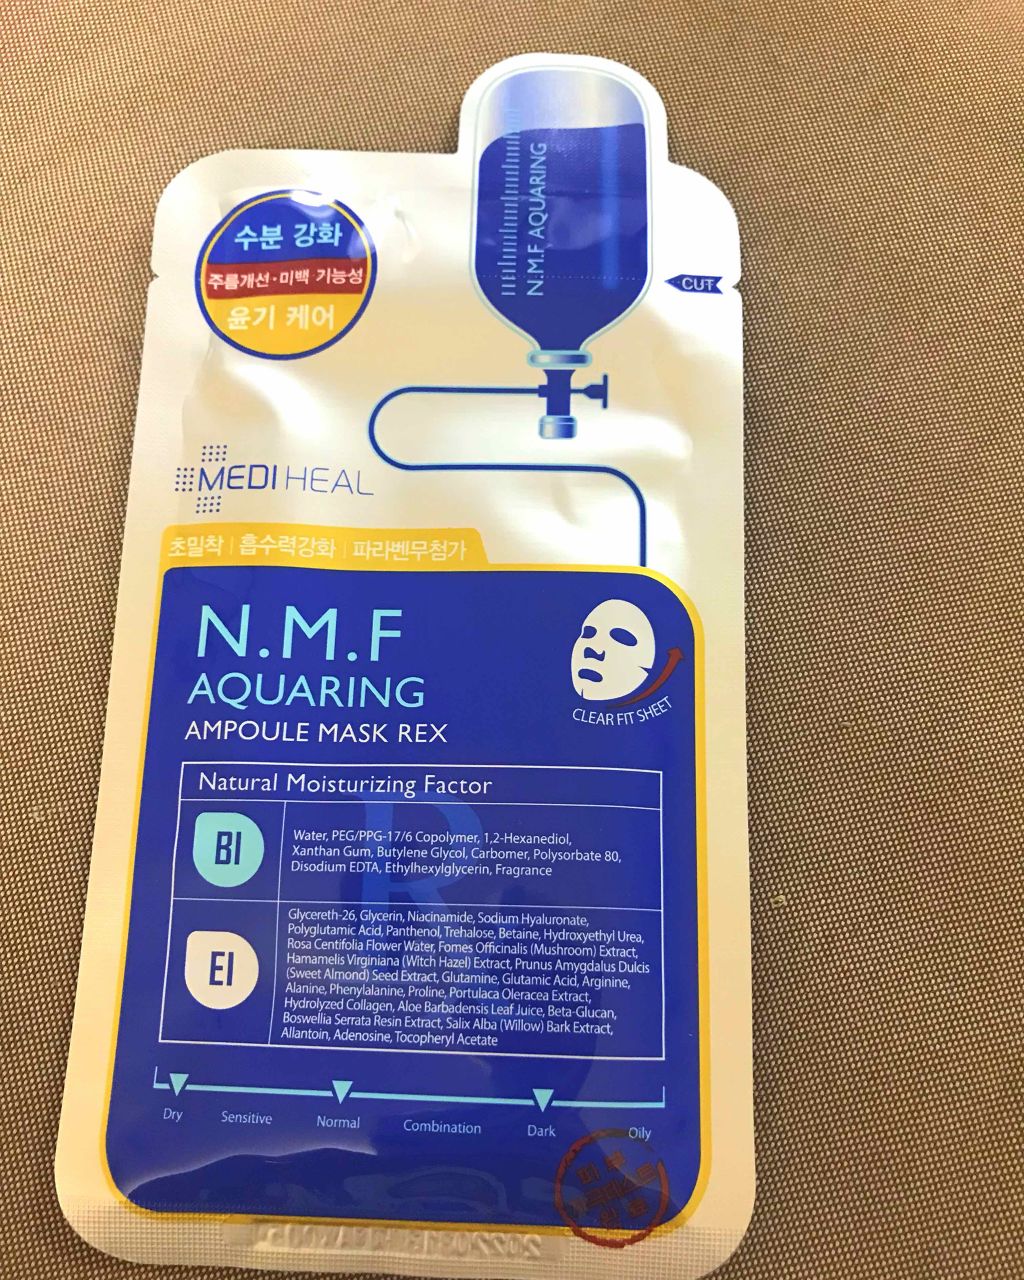 수분 강화
주름개선·미백 기능성
윤기 케어
N.M.F AQUARING
CUT
MEDIHEAL
초밀착 | 흡수력강화 | 파라벤무첨가
N.M.F
AQUARING
AMPOULE MASK REX
CLEAR FIT SHEET
Natural Moisturizing Factor
BI
Water, PEG/PPG-17/6 Copolymer, 1,2-Hexanediol,
Xanthan Gum, Butylene Glycol, Carbomer, Polysorbate 80,
Disodium EDTA, Ethylhexylglycerin, Fragrance
EI
Glycereth-26, Glycerin, Niacinamide, Sodium Hyaluronate,
Polyglutamic Acid, Panthenol, Trehalose, Betaine, Hydroxyethyl Urea,
Rosa Centifolia Flower Water, Fomes Officinalis (Mushroom) Extract,
Hamamelis Virginiana (Witch Hazel) Extract, Prunus Amygdalus Dulcis
(Sweet Almond) Seed Extract, Glutamine, Glutamic Acid, Arginine,
Alanine, Phenylalanine, Proline, Portulaca Oleracea Extract,
Hydrolyzed Collagen, Aloe Barbadensis Leaf Juice, Beta-Glucan,
Boswellia Serrata Resin Extract, Salix Alba (Willow) Bark Extract,
Allantoin, Adenosine, Tocopheryl Acetate
Dry Sensitive Normal Combination Dark Oily
피부